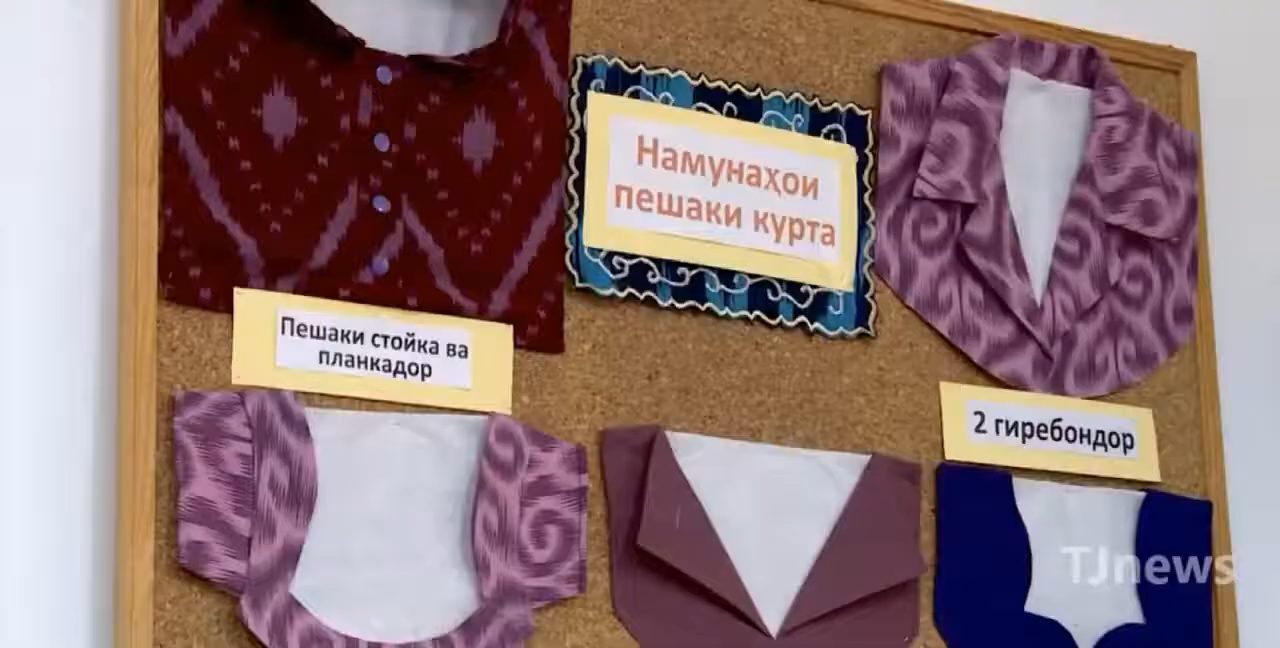 Намунаҳои
пешаки курта
Пешаки стойка ва
планкадор
2 гиребондор
TJnews